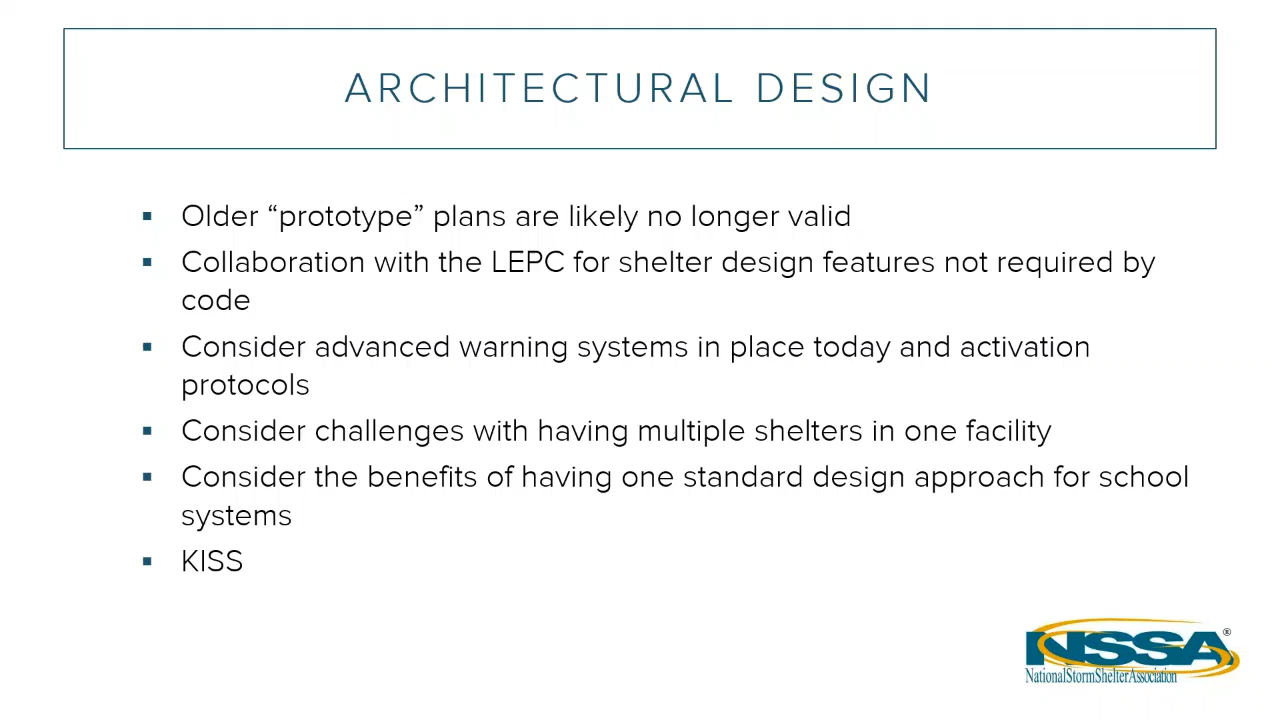 ARCHITECTURAL DESIGN
▪ Older “prototype” plans are likely no longer valid
▪ Collaboration with the LEPC for shelter design features not required by
code
▪ Consider advanced warning systems in place today and activation
protocols
▪ Consider challenges with having multiple shelters in one facility
▪ Consider the benefits of having one standard design approach for school
systems
▪ KISS
NSSA®
NationalStormShelterAssociation